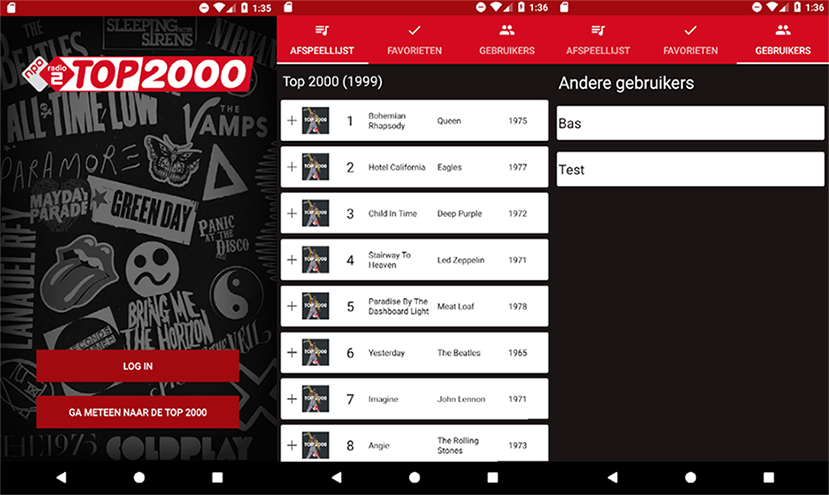 1:35
THE BEATLES
SLEEPING WITH SIRENS
NIRVANA
npo radio 2 TOP 2000
ALL TIME LOW
THE VAMPS
PARAMORE
MAYDAY PARADE
GREEN DAY
PANIC AT THE DISCO
LANA DEL REY
BRING ME THE HORIZON
LOG IN
GA METEEN NAAR DE TOP 2000
THE 1975
COLDPLAY
1:36
AFSPEELLIJST FAVORIETEN GEBRUIKERS
Top 2000 (1999)
1 Bohemian Rhapsody Queen 1975
2 Hotel California Eagles 1977
3 Child In Time Deep Purple 1972
4 Stairway To Heaven Led Zeppelin 1971
5 Paradise By The Dashboard Light Meat Loaf 1978
6 Yesterday The Beatles 1965
7 Imagine John Lennon 1971
8 Angie The Rolling Stones 1973
1:36
AFSPEELLIJST FAVORIETEN GEBRUIKERS
Andere gebruikers
Bas
Test